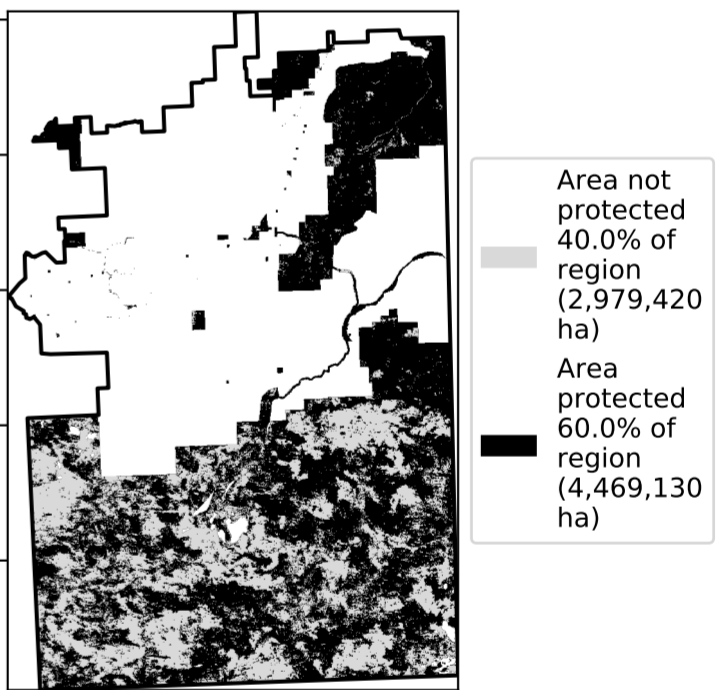 Area not
protected
40.0% of
region
(2,979,420
ha)
Area
protected
60.0% of
region
(4,469,130
ha)